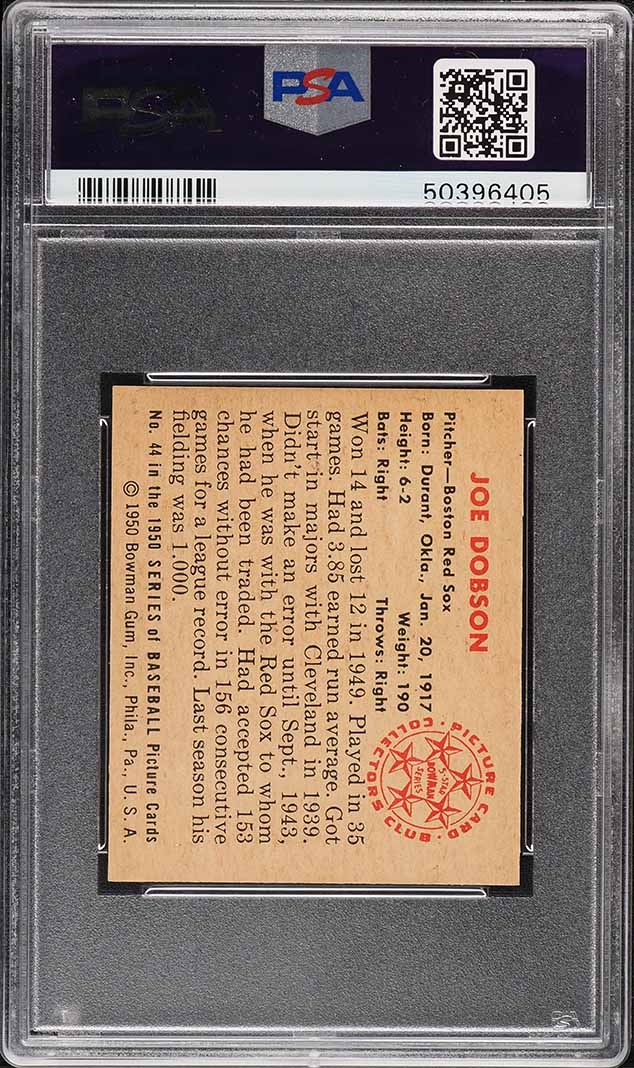 PSA
PSA
50396405
JOE DOBSON
Pitcher—Boston Red Sox
Born: Durant, Okla., Jan. 20, 1917
Height: 6-2 Weight: 190
Bats: Right Throws: Right
PICTURE CARD COLLECTORS CLUB
5-STAR
BOWMAN
SERIES
Won 14 and lost 12 in 1949. Played in 35
games. Had 3.85 earned run average. Got
start in majors with Cleveland in 1939.
Didn't make an error until Sept., 1943,
when he was with the Red Sox to whom
he had been traded. Had accepted 153
chances without error in 156 consecutive
games for a league record. Last season his
fielding was 1.000.
No. 44 in the 1950 SERIES of BASEBALL Picture Cards
© 1950 Bowman Gum, Inc., Phila., Pa., U. S. A.
PSA